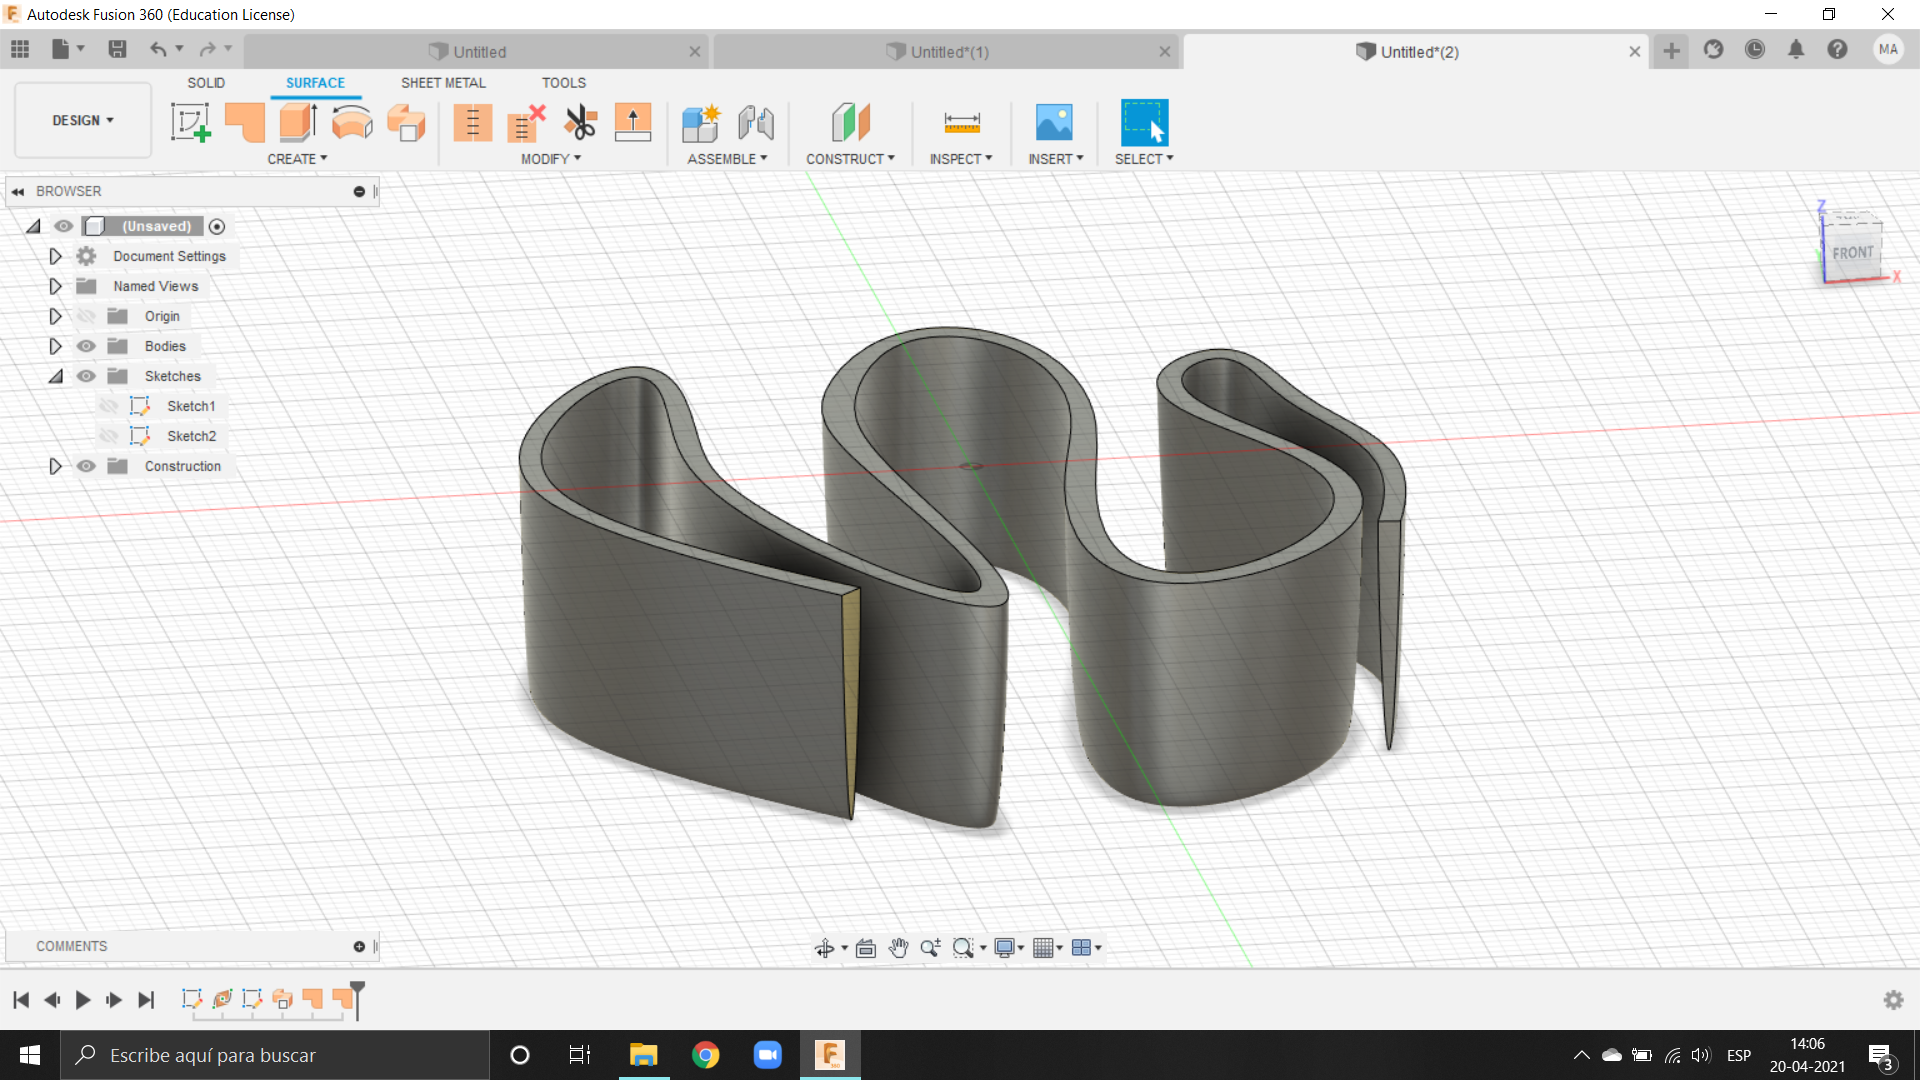 Autodesk Fusion 360 (Education License)
Untitled
Untitled*(1)
Untitled*(2)
MA
DESIGN
SOLID
SURFACE
SHEET METAL
TOOLS
CREATE
MODIFY
ASSEMBLE
CONSTRUCT
INSPECT
INSERT
SELECT
BROWSER
(Unsaved)
Document Settings
Named Views
Origin
Bodies
Sketches
Sketch1
Sketch2
Construction
Z
FRONT
X
COMMENTS
Escribe aquí para buscar
ESP
14:06
20-04-2021
3